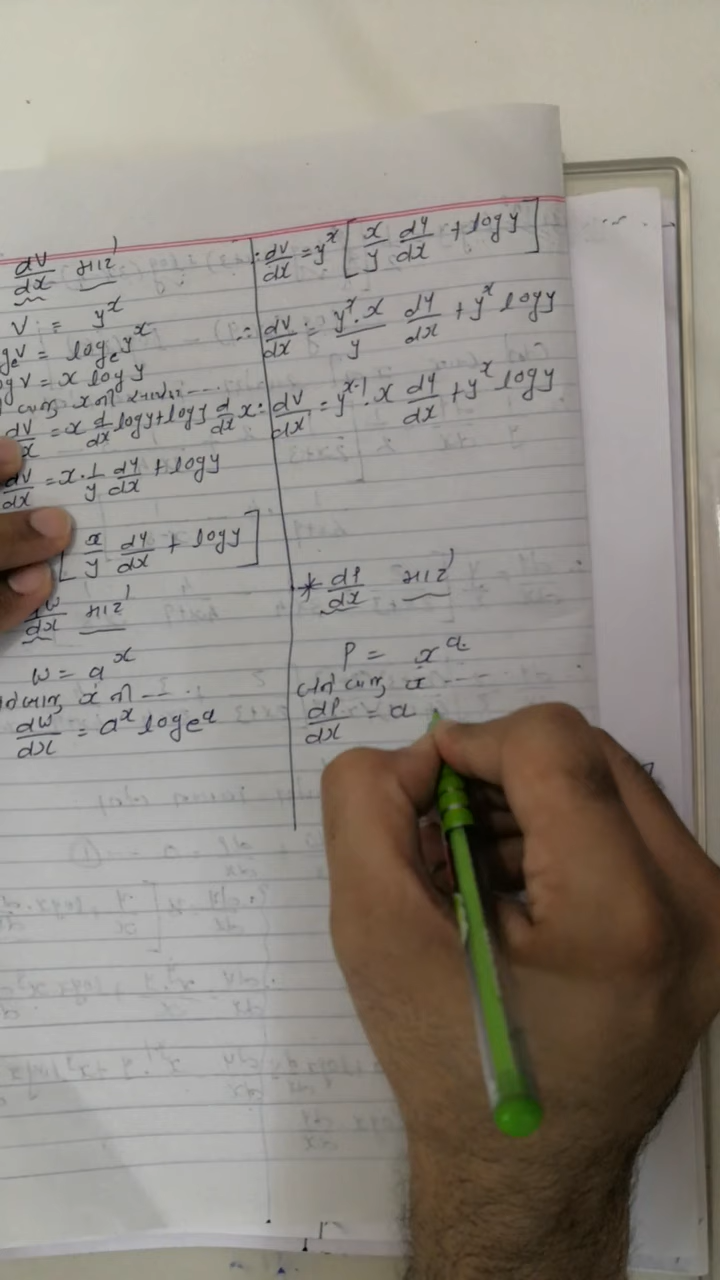 dV/dx साठी
V = y^x
log_e V = log_e y^x
log V = x log y
dV/dx = x d/dx log y + log y d/dx x
dV/dx = x · 1/y dy/dx + log y
[x/y dy/dx + log y]
dw/dx साठी
w = a^x
x
dw/dx = a^x log_e a
∴ dV/dx = y^x [x/y dy/dx + log y]
∴ dV/dx = y^x · x/y dy/dx + y^x log y
∴ dV/dx = y^x-1 · x dy/dx + y^x log y
* dP/dx साठी
P = x^a
x ---
dP/dx = a